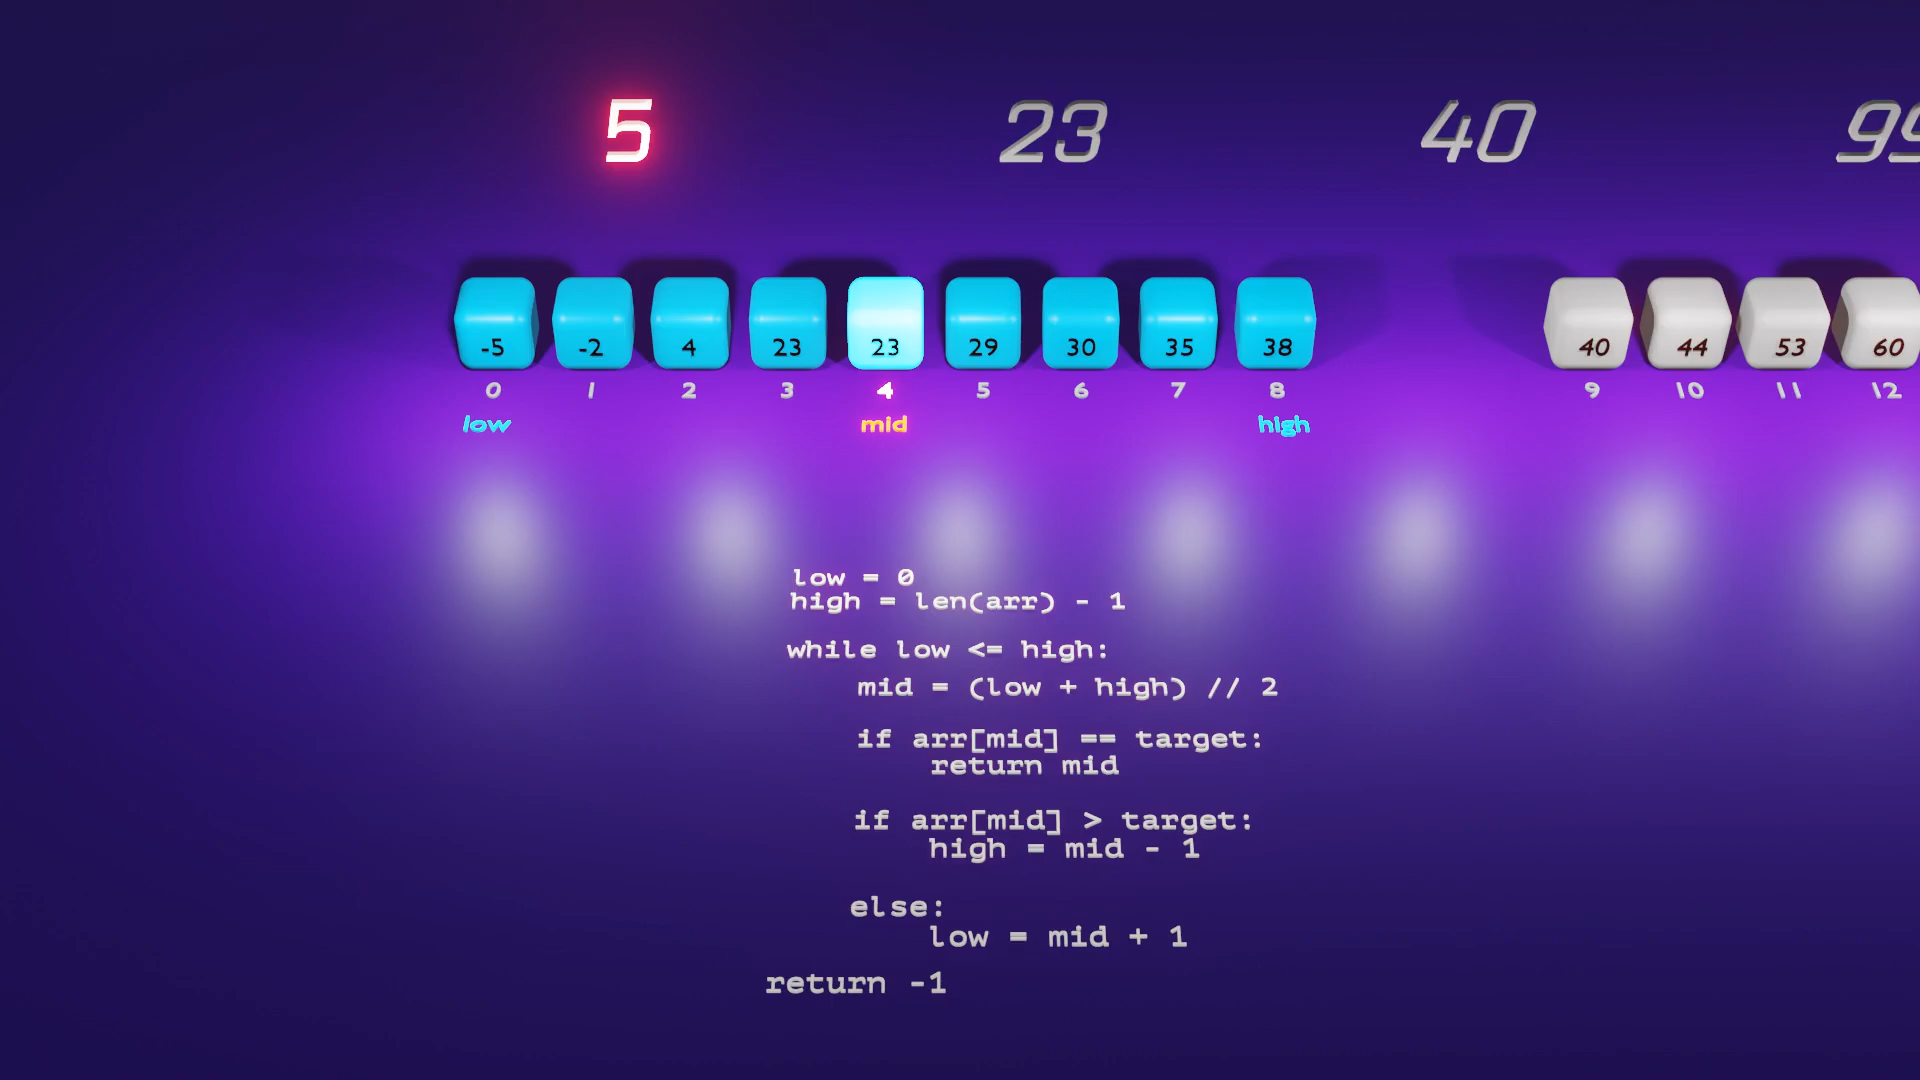 5 23 40 99
-5 -2 4 23 23 29 30 35 38 40 44 53 60
0 1 2 3 4 5 6 7 8 9 10 11 12
low mid high
low = 0
high = len(arr) - 1
while low <= high:
mid = (low + high) // 2
if arr[mid] == target:
return mid
if arr[mid] > target:
high = mid - 1
else:
low = mid + 1
return -1